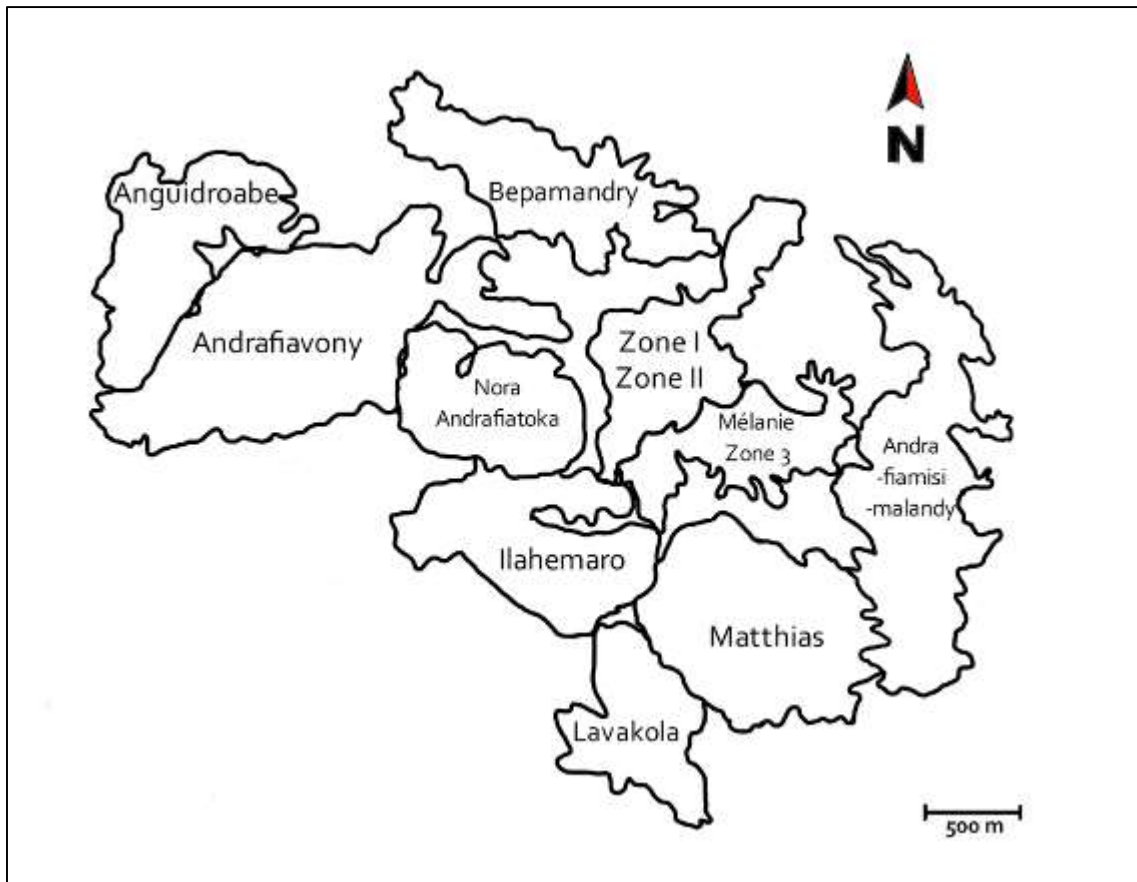 N
Anguidroabe
Bepamandry
Andrafiavony
Zone I
Zone II
Nora
Andrafiatoka
Mélanie
Zone 3
Andra
-fiamisi
-malandy
Ilahemaro
Matthias
Lavakola
500 m